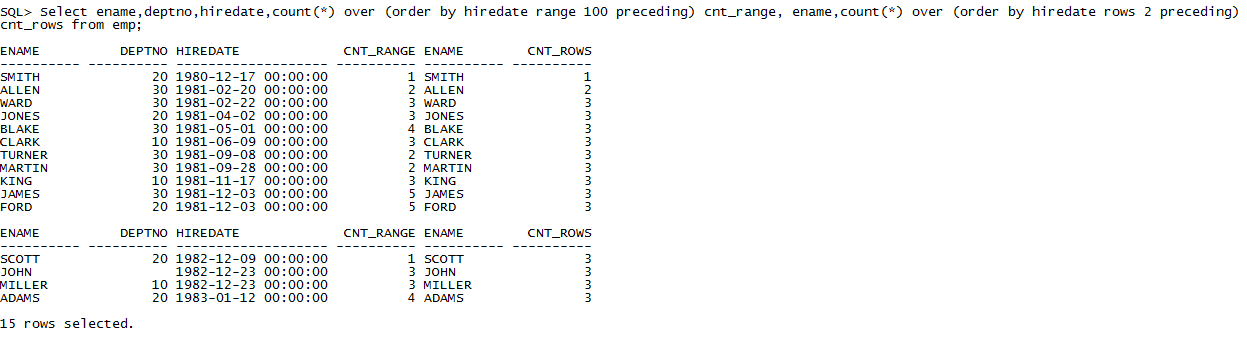 SQL> Select ename,deptno,hiredate,count(*) over (order by hiredate range 100 preceding) cnt_range, ename,count(*) over (order by hiredate rows 2 preceding)
cnt_rows from emp;
ENAME          DEPTNO HIREDATE             CNT_RANGE ENAME        CNT_ROWS
---------- ---------- ------------------- ---------- ---------- ----------
SMITH              20 1980-12-17 00:00:00          1 SMITH               1
ALLEN              30 1981-02-20 00:00:00          2 ALLEN               2
WARD               30 1981-02-22 00:00:00          3 WARD                3
JONES              20 1981-04-02 00:00:00          3 JONES               3
BLAKE              30 1981-05-01 00:00:00          4 BLAKE               3
CLARK              10 1981-06-09 00:00:00          3 CLARK               3
TURNER             30 1981-09-08 00:00:00          2 TURNER              3
MARTIN             30 1981-09-28 00:00:00          2 MARTIN              3
KING               10 1981-11-17 00:00:00          3 KING                3
JAMES              30 1981-12-03 00:00:00          5 JAMES               3
FORD               20 1981-12-03 00:00:00          5 FORD                3
ENAME          DEPTNO HIREDATE             CNT_RANGE ENAME        CNT_ROWS
---------- ---------- ------------------- ---------- ---------- ----------
SCOTT              20 1982-12-09 00:00:00          1 SCOTT               3
JOHN                  1982-12-23 00:00:00          3 JOHN                3
MILLER             10 1982-12-23 00:00:00          3 MILLER              3
ADAMS              20 1983-01-12 00:00:00          4 ADAMS               3
15 rows selected.